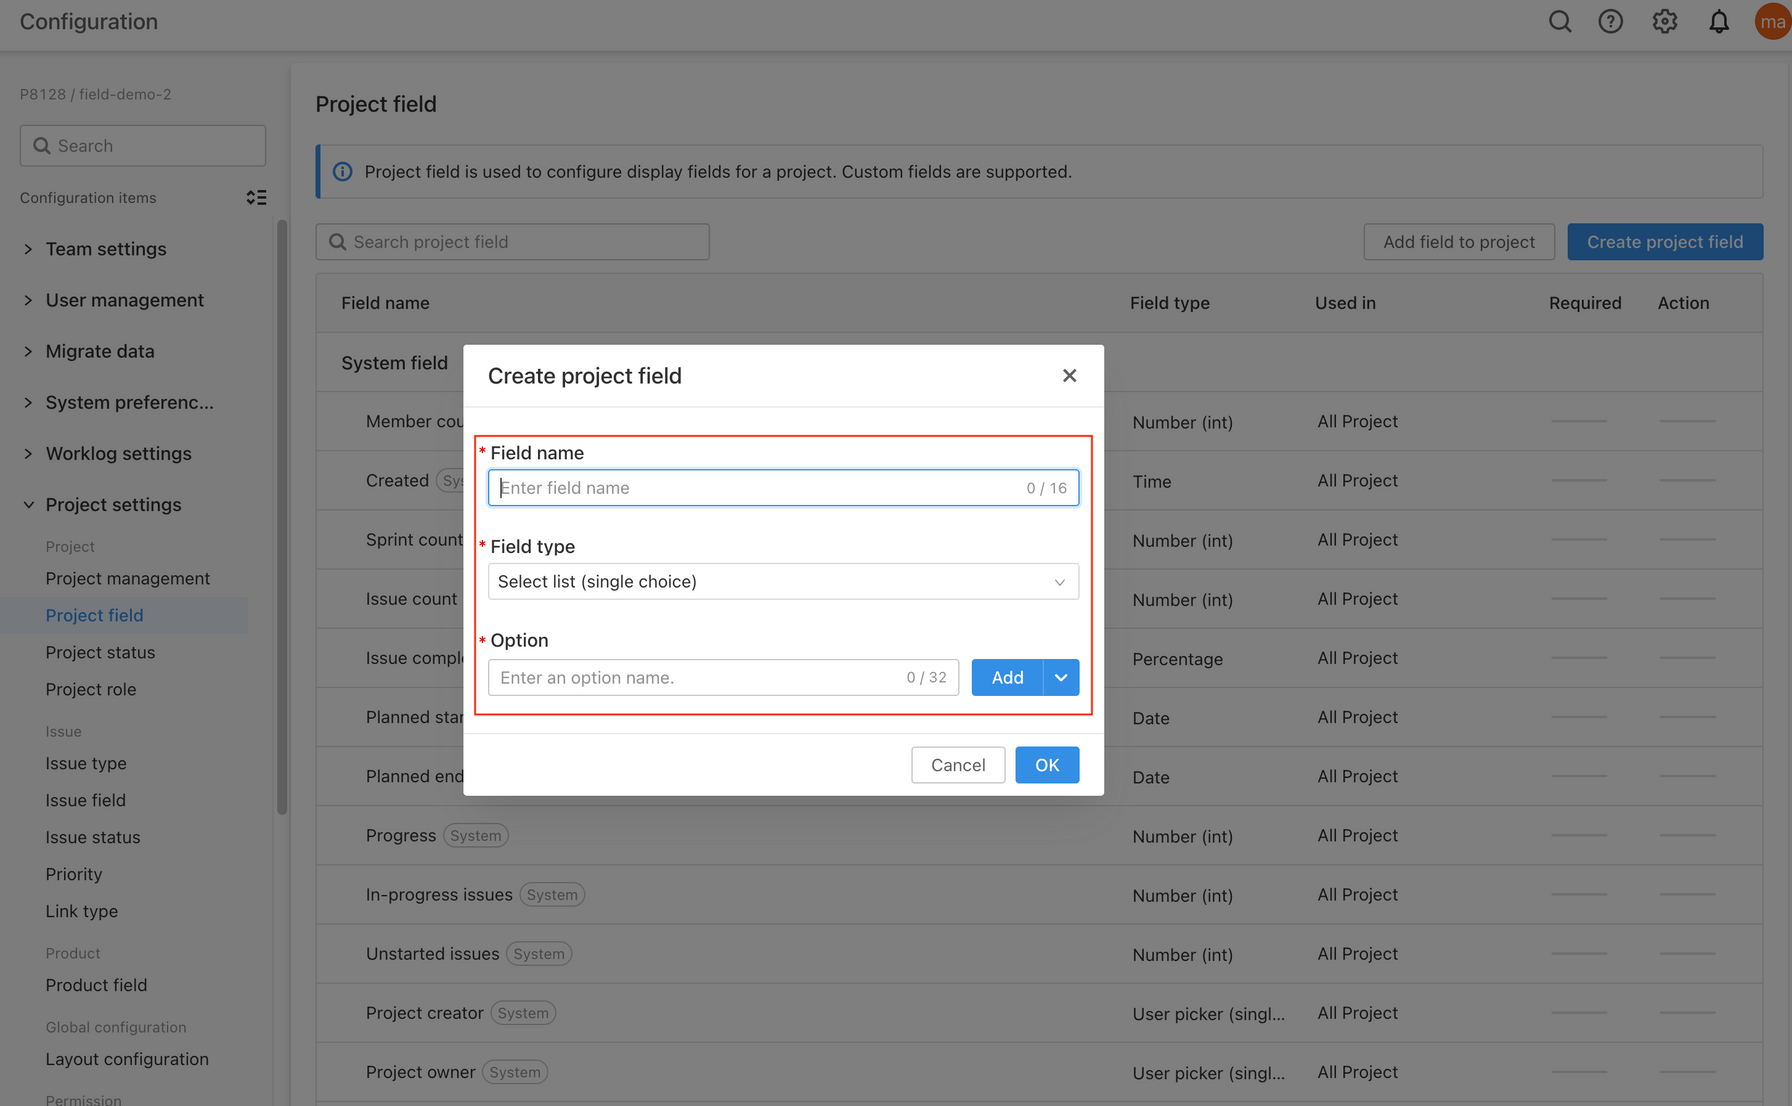 Configuration
ma
P8128 / field-demo-2
Search
Configuration items
Team settings
User management
Migrate data
System preferenc...
Worklog settings
Project settings
Project
Project management
Project field
Project status
Project role
Issue
Issue type
Issue field
Issue status
Priority
Link type
Product
Product field
Global configuration
Layout configuration
Permission
Project field
Project field is used to configure display fields for a project. Custom fields are supported.
Search project field
Add field to project
Create project field
Field name Field type Used in Required Action
System field
Member cou Number (int) All Project
Created Sys Time All Project
Sprint count Number (int) All Project
Issue count Number (int) All Project
Issue compl Percentage All Project
Planned star Date All Project
Planned end Date All Project
Progress System Number (int) All Project
In-progress issues System Number (int) All Project
Unstarted issues System Number (int) All Project
Project creator System User picker (singl... All Project
Project owner System User picker (singl... All Project
Create project field
* Field name
Enter field name 0 / 16
* Field type
Select list (single choice)
* Option
Enter an option name. 0 / 32
Add
Cancel
OK